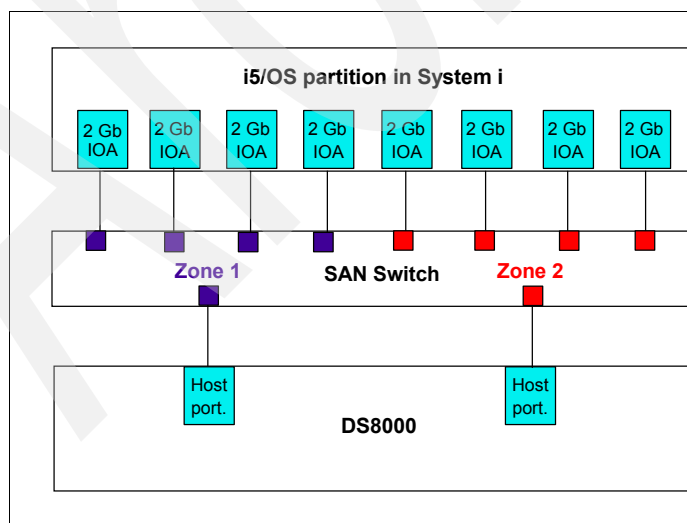 i5/OS partition in System i
2 Gb
IOA
2 Gb
IOA
2 Gb
IOA
2 Gb
IOA
2 Gb
IOA
2 Gb
IOA
2 Gb
IOA
2 Gb
IOA
Zone 1
SAN Switch
Zone 2
Host
port.
Host
port.
DS8000